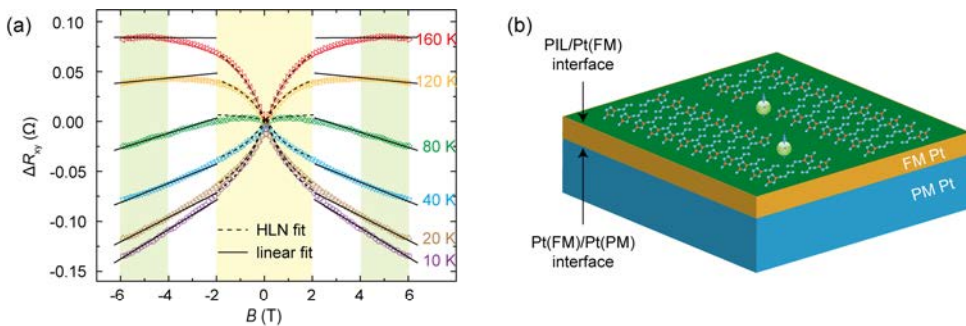 (a)
ΔRxy (Ω)
0.10
0.05
0.00
-0.05
-0.10
-0.15
160 K
120 K
80 K
40 K
20 K
10 K
HLN fit
linear fit
-6 -4 -2 0 2 4 6
B (T)
(b)
PIL/Pt(FM)
interface
FM Pt
PM Pt
Pt(FM)/Pt(PM)
interface